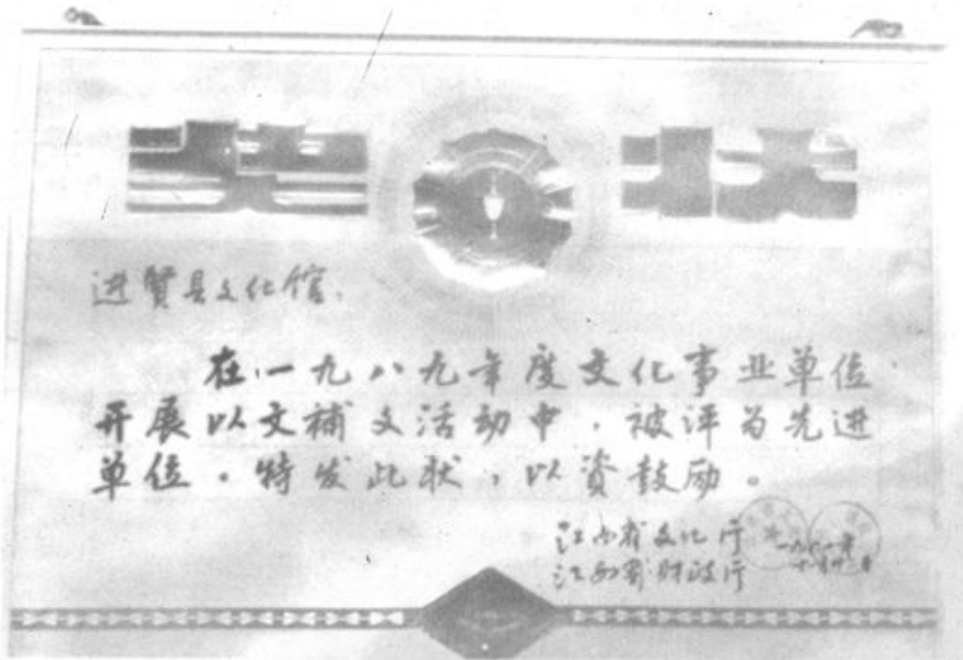 进贤县文化馆:
在一九八九年度文化事业单位
开展以文补文活动中，被评为先进
单位。特发此状，以资鼓励。
江西省文化厅
江西省财政厅